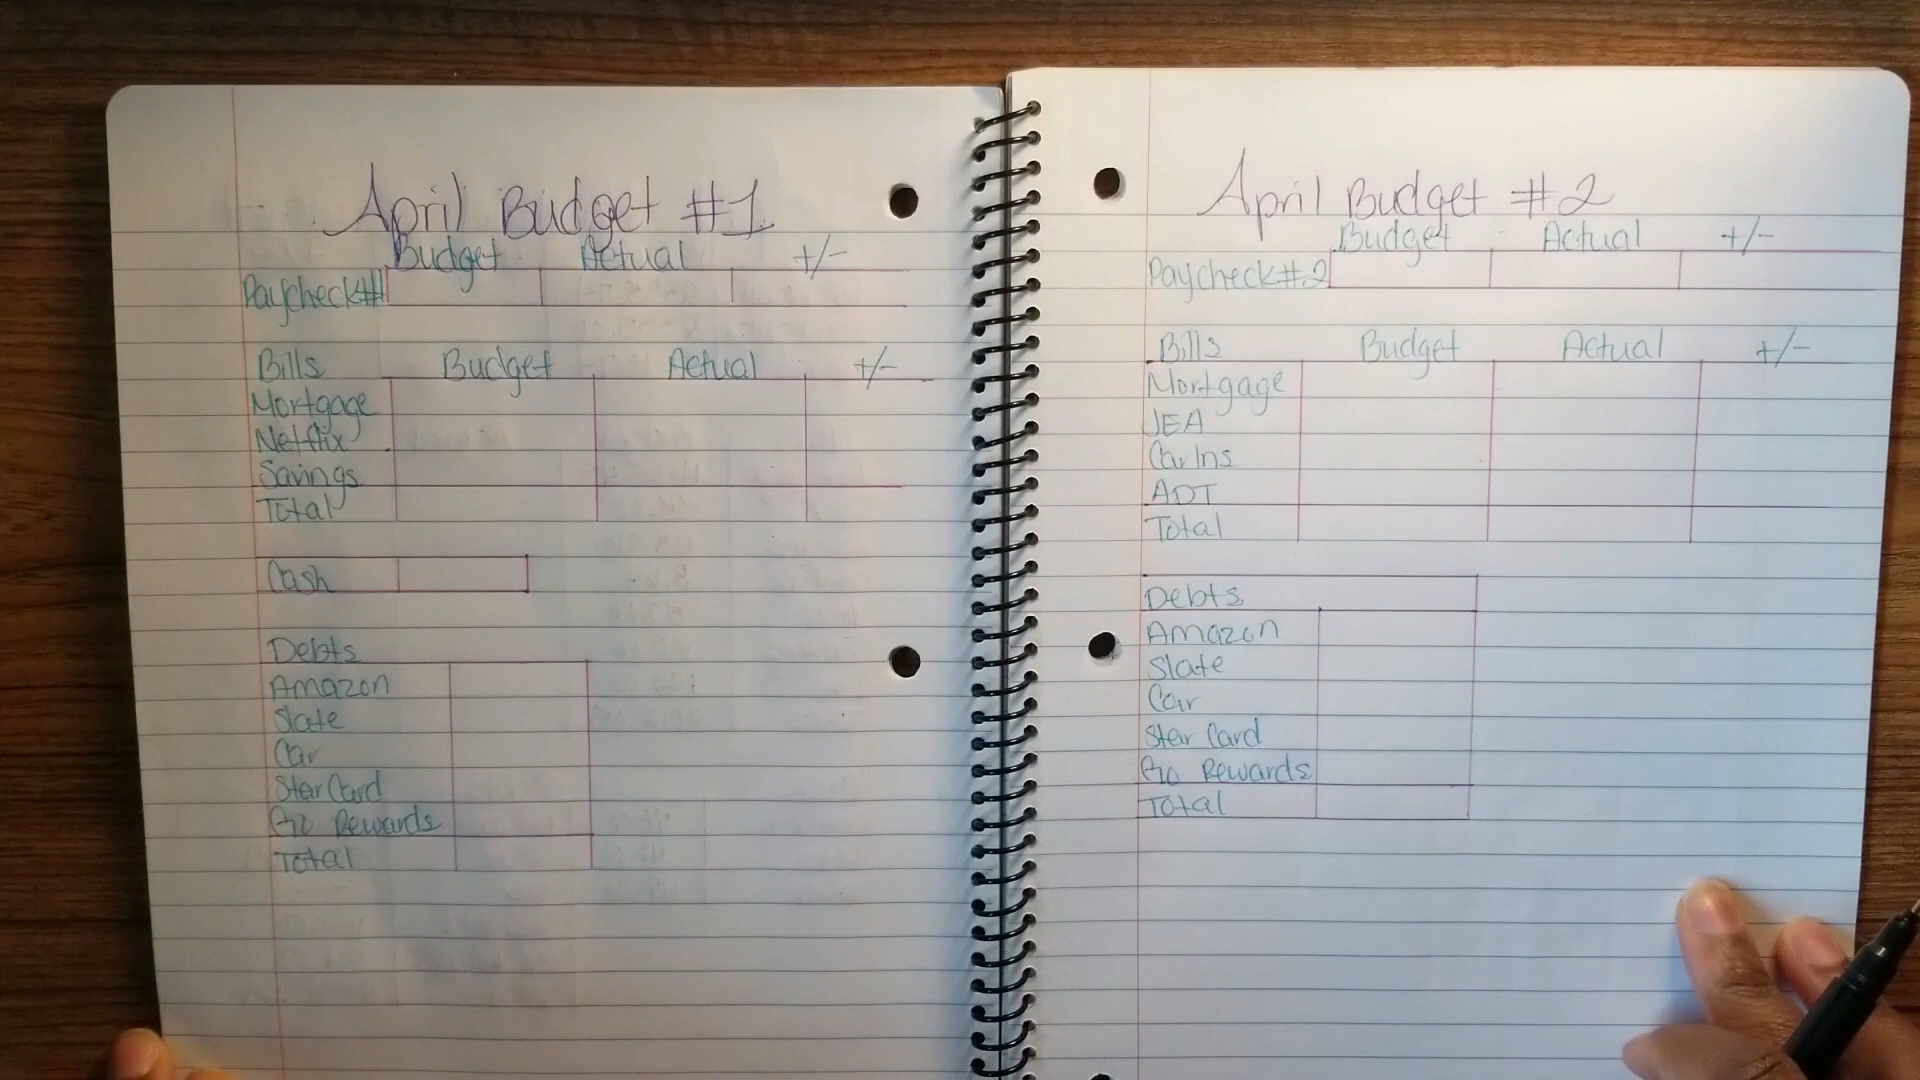 April Budget #1
Budget Actual +/-
Paycheck#1
Bills Budget Actual +/-
Mortgage
Netflix
Savings
Total
Cash
Debts
Amazon
Slate
Car
Star Card
Go Rewards
Total
April Budget #2
Budget Actual +/-
Paycheck#2
Bills Budget Actual +/-
Mortgage
JEA
Car Ins
ADT
Total
Debts
Amazon
Slate
Car
Star Card
Go Rewards
Total